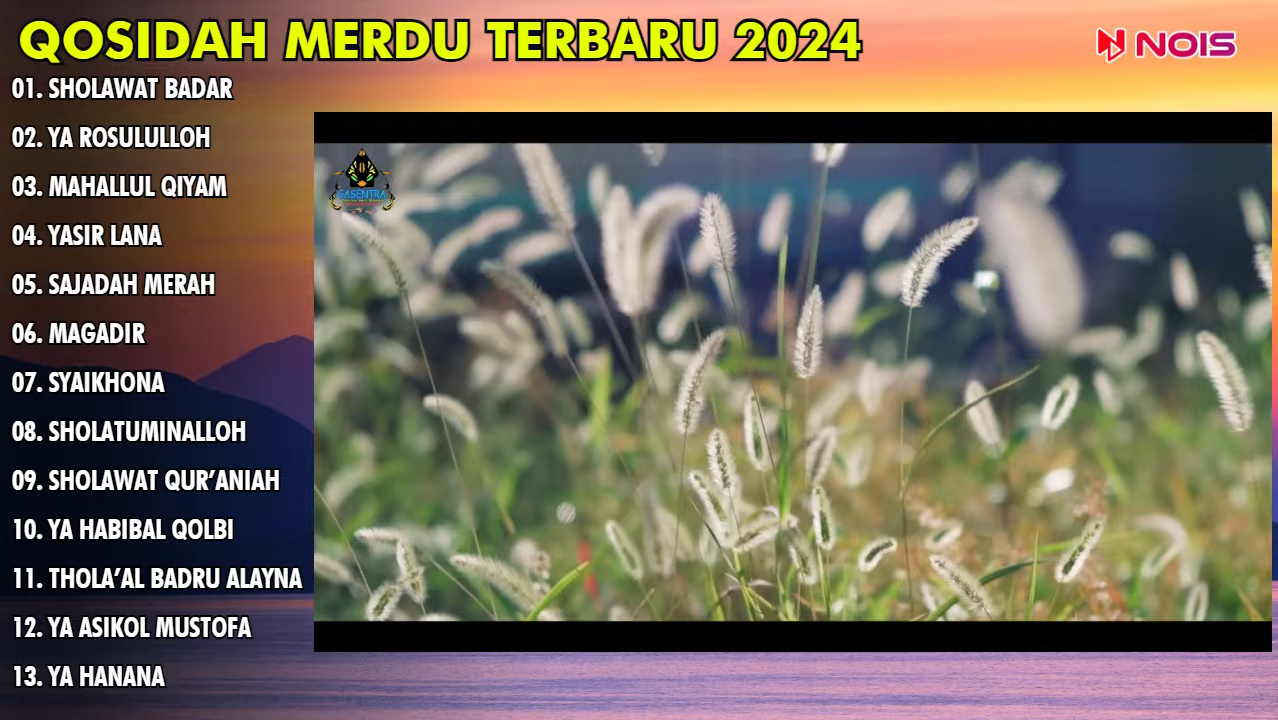 QOSIDAH MERDU TERBARU 2024
NOIS
01. SHOLAWAT BADAR
02. YA ROSULULLOH
03. MAHALLUL QIYAM
04. YASIR LANA
05. SAJADAH MERAH
06. MAGADIR
07. SYAIKHONA
08. SHOLATUMINALLOH
09. SHOLAWAT QUR’ANIAH
10. YA HABIBAL QOLBI
11. THOLA’AL BADRU ALAYNA
12. YA ASIKOL MUSTOFA
13. YA HANANA
SASENTRA